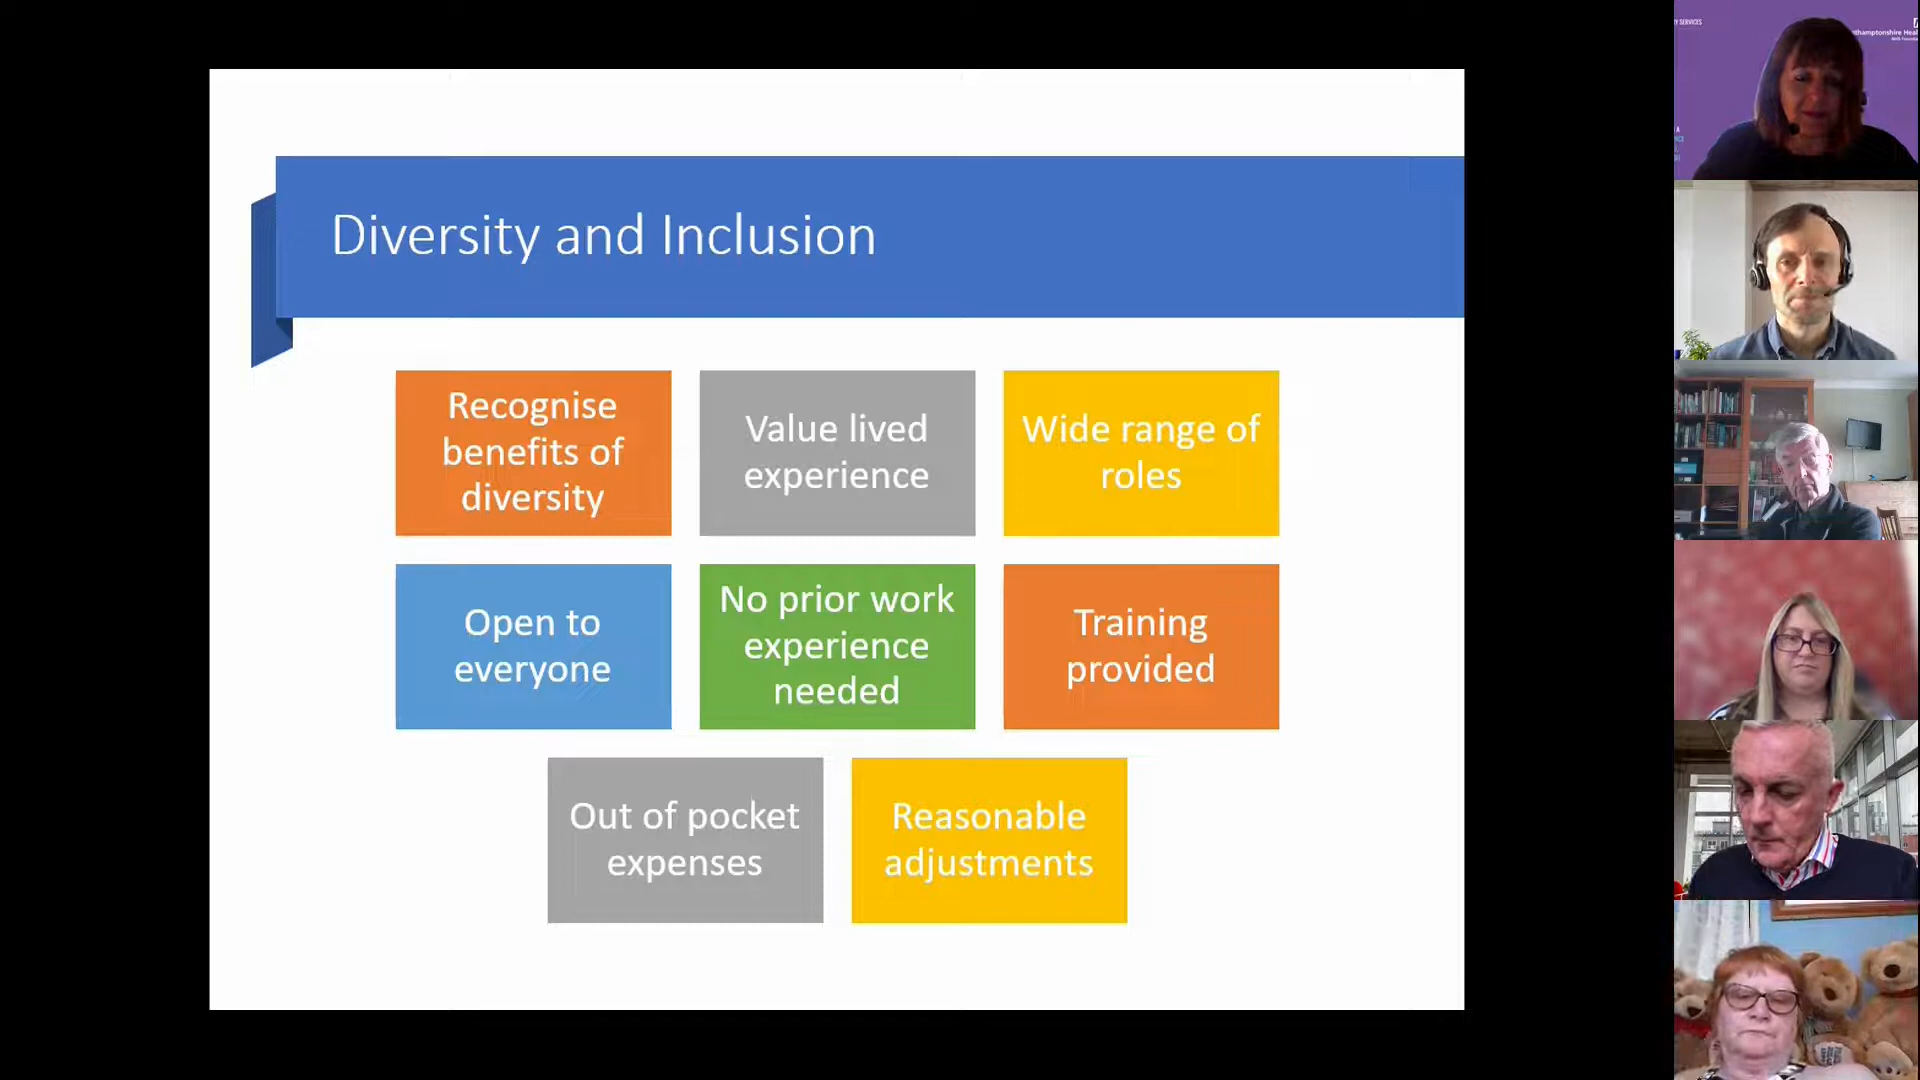 Diversity and Inclusion
Recognise
benefits of
diversity
Value lived
experience
Wide range of
roles
Open to
everyone
No prior work
experience
needed
Training
provided
Out of pocket
expenses
Reasonable
adjustments
SERVICES